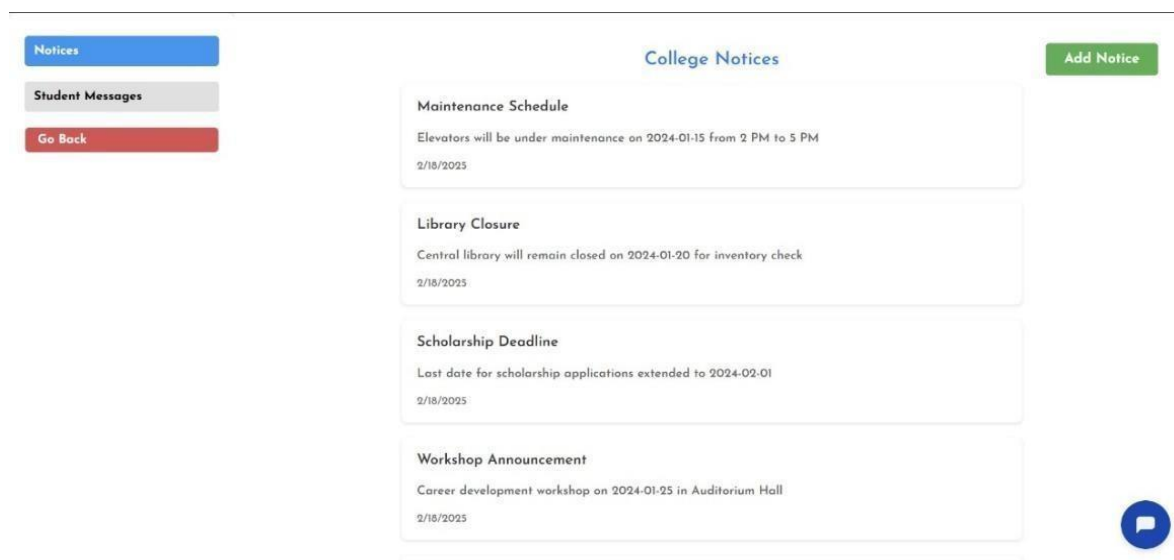 Notices
Student Messages
Go Back
College Notices
Add Notice
Maintenance Schedule
Elevators will be under maintenance on 2024-01-15 from 2 PM to 5 PM
2/18/2025
Library Closure
Central library will remain closed on 2024-01-20 for inventory check
2/18/2025
Scholarship Deadline
Last date for scholarship applications extended to 2024-02-01
2/18/2025
Workshop Announcement
Career development workshop on 2024-01-25 in Auditorium Hall
2/18/2025